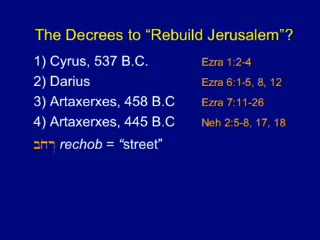 The Decrees to “Rebuild Jerusalem”?
1) Cyrus, 537 B.C. Ezra 1:2-4
2) Darius Ezra 6:1-5, 8, 12
3) Artaxerxes, 458 B.C Ezra 7:11-26
4) Artaxerxes, 445 B.C Neh 2:5-8, 17, 18
רְחֹב rechob = “street”